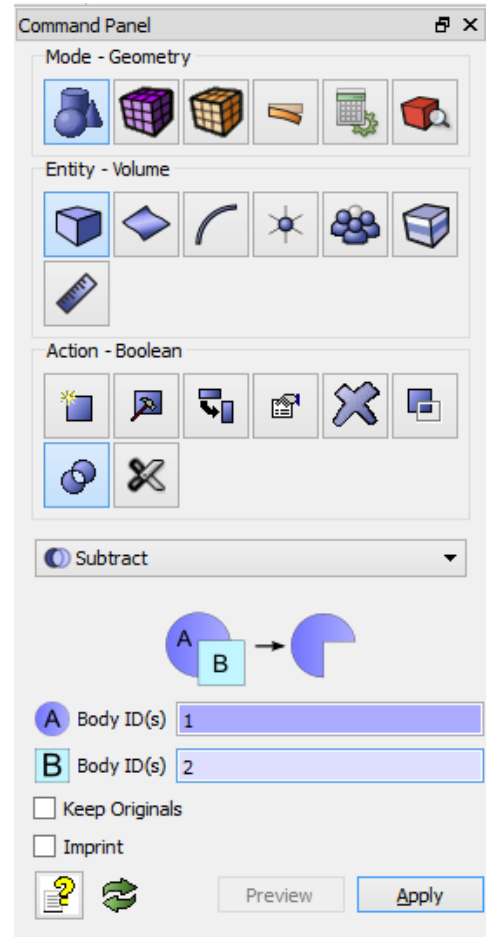 Command Panel
Mode - Geometry
Entity - Volume
Action - Boolean
Subtract
A
B
A Body ID(s) 1
B Body ID(s) 2
Keep Originals
Imprint
Preview Apply